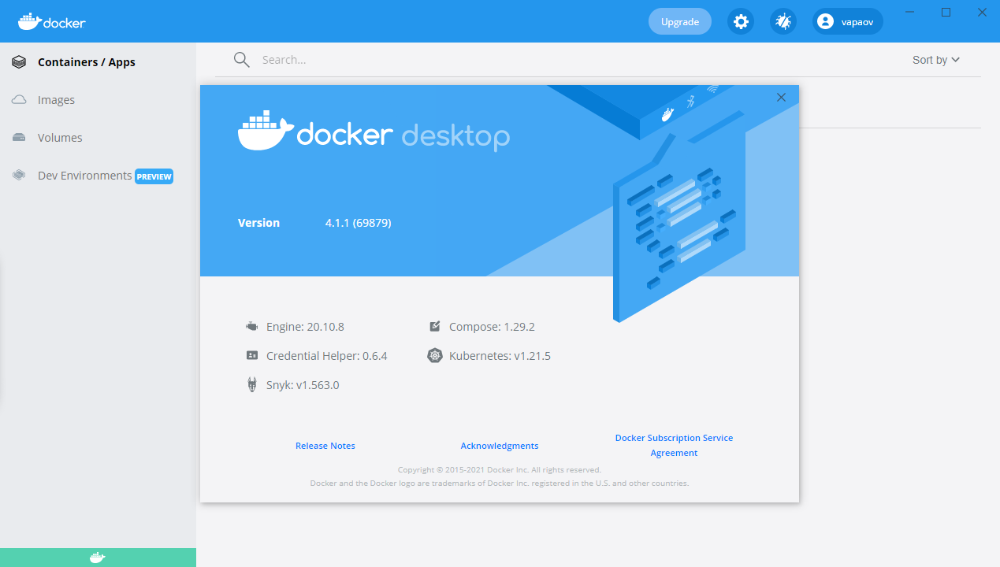 docker
Upgrade
vapaov
Containers / Apps
Images
Volumes
Dev Environments PREVIEW
Search...
Sort by
docker desktop
Version 4.1.1 (69879)
Engine: 20.10.8
Compose: 1.29.2
Credential Helper: 0.6.4
Kubernetes: v1.21.5
Snyk: v1.563.0
Release Notes
Acknowledgments
Docker Subscription Service
Agreement
Copyright © 2015-2021 Docker Inc. All rights reserved.
Docker and the Docker logo are trademarks of Docker Inc. registered in the U.S. and other countries.